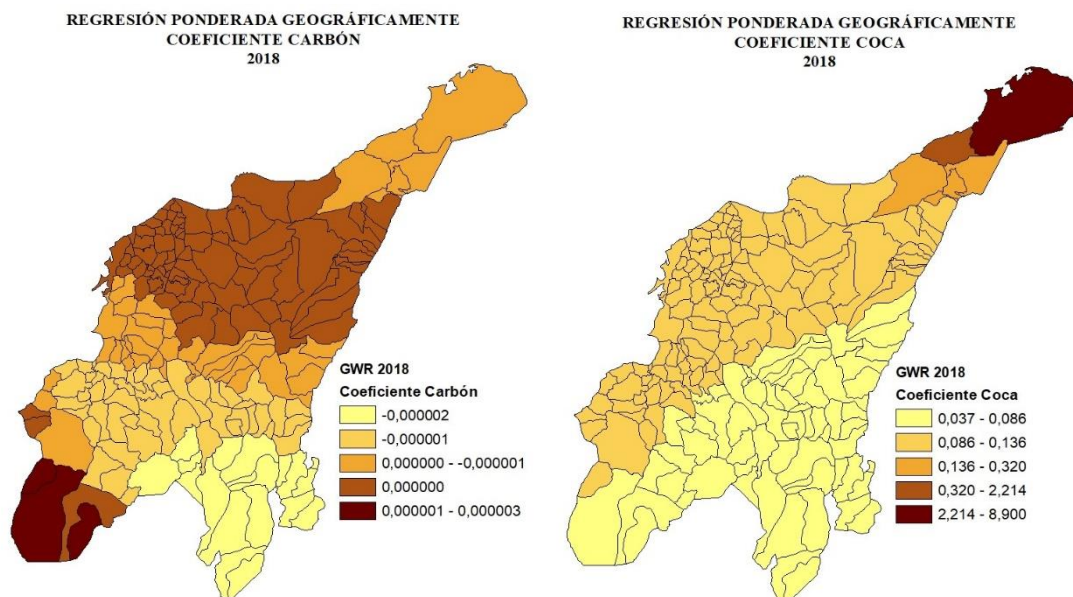 REGRESIÓN PONDERADA GEOGRÁFICAMENTE
COEFICIENTE CARBÓN
2018
GWR 2018
Coeficiente Carbón
-0,000002
-0,000001
0,000000 - -0,000001
0,000000
0,000001 - 0,000003
REGRESIÓN PONDERADA GEOGRÁFICAMENTE
COEFICIENTE COCA
2018
GWR 2018
Coeficiente Coca
0,037 - 0,086
0,086 - 0,136
0,136 - 0,320
0,320 - 2,214
2,214 - 8,900